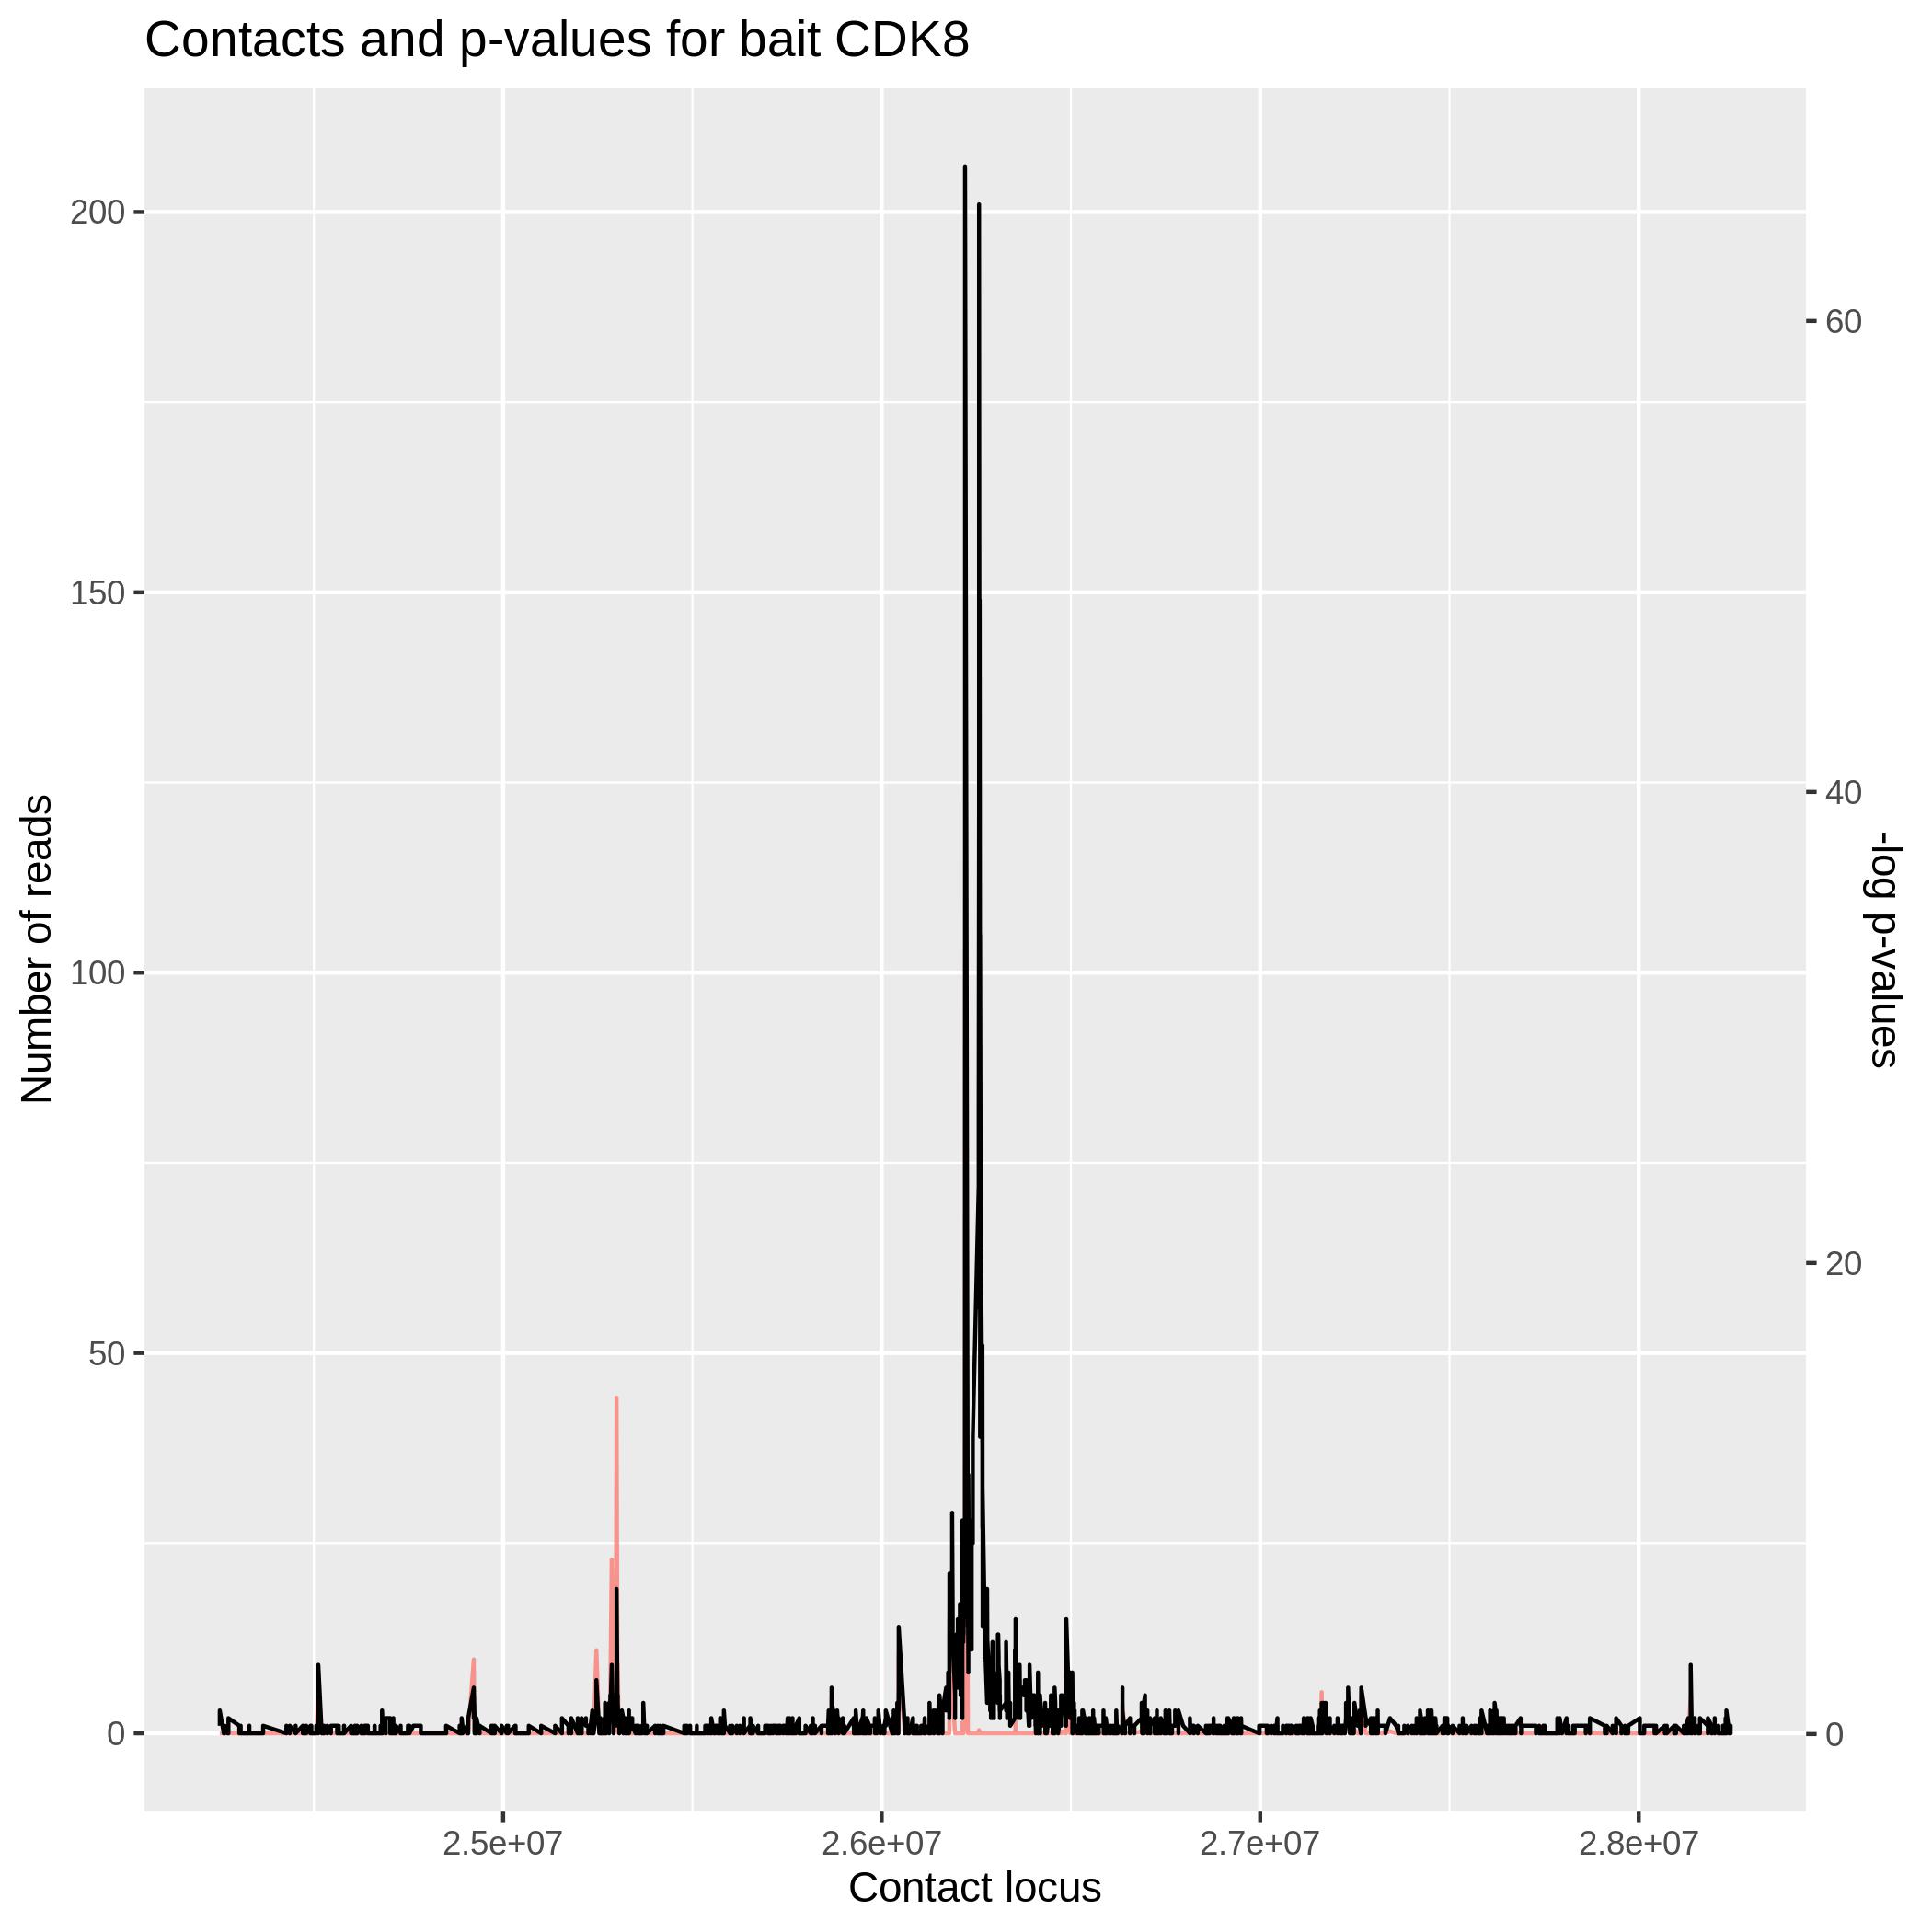 Contacts and p-values for bait CDK8
200
150
100
50
0
Number of reads
60
40
20
0
-log p-values
2.5e+07
2.6e+07
2.7e+07
2.8e+07
Contact locus